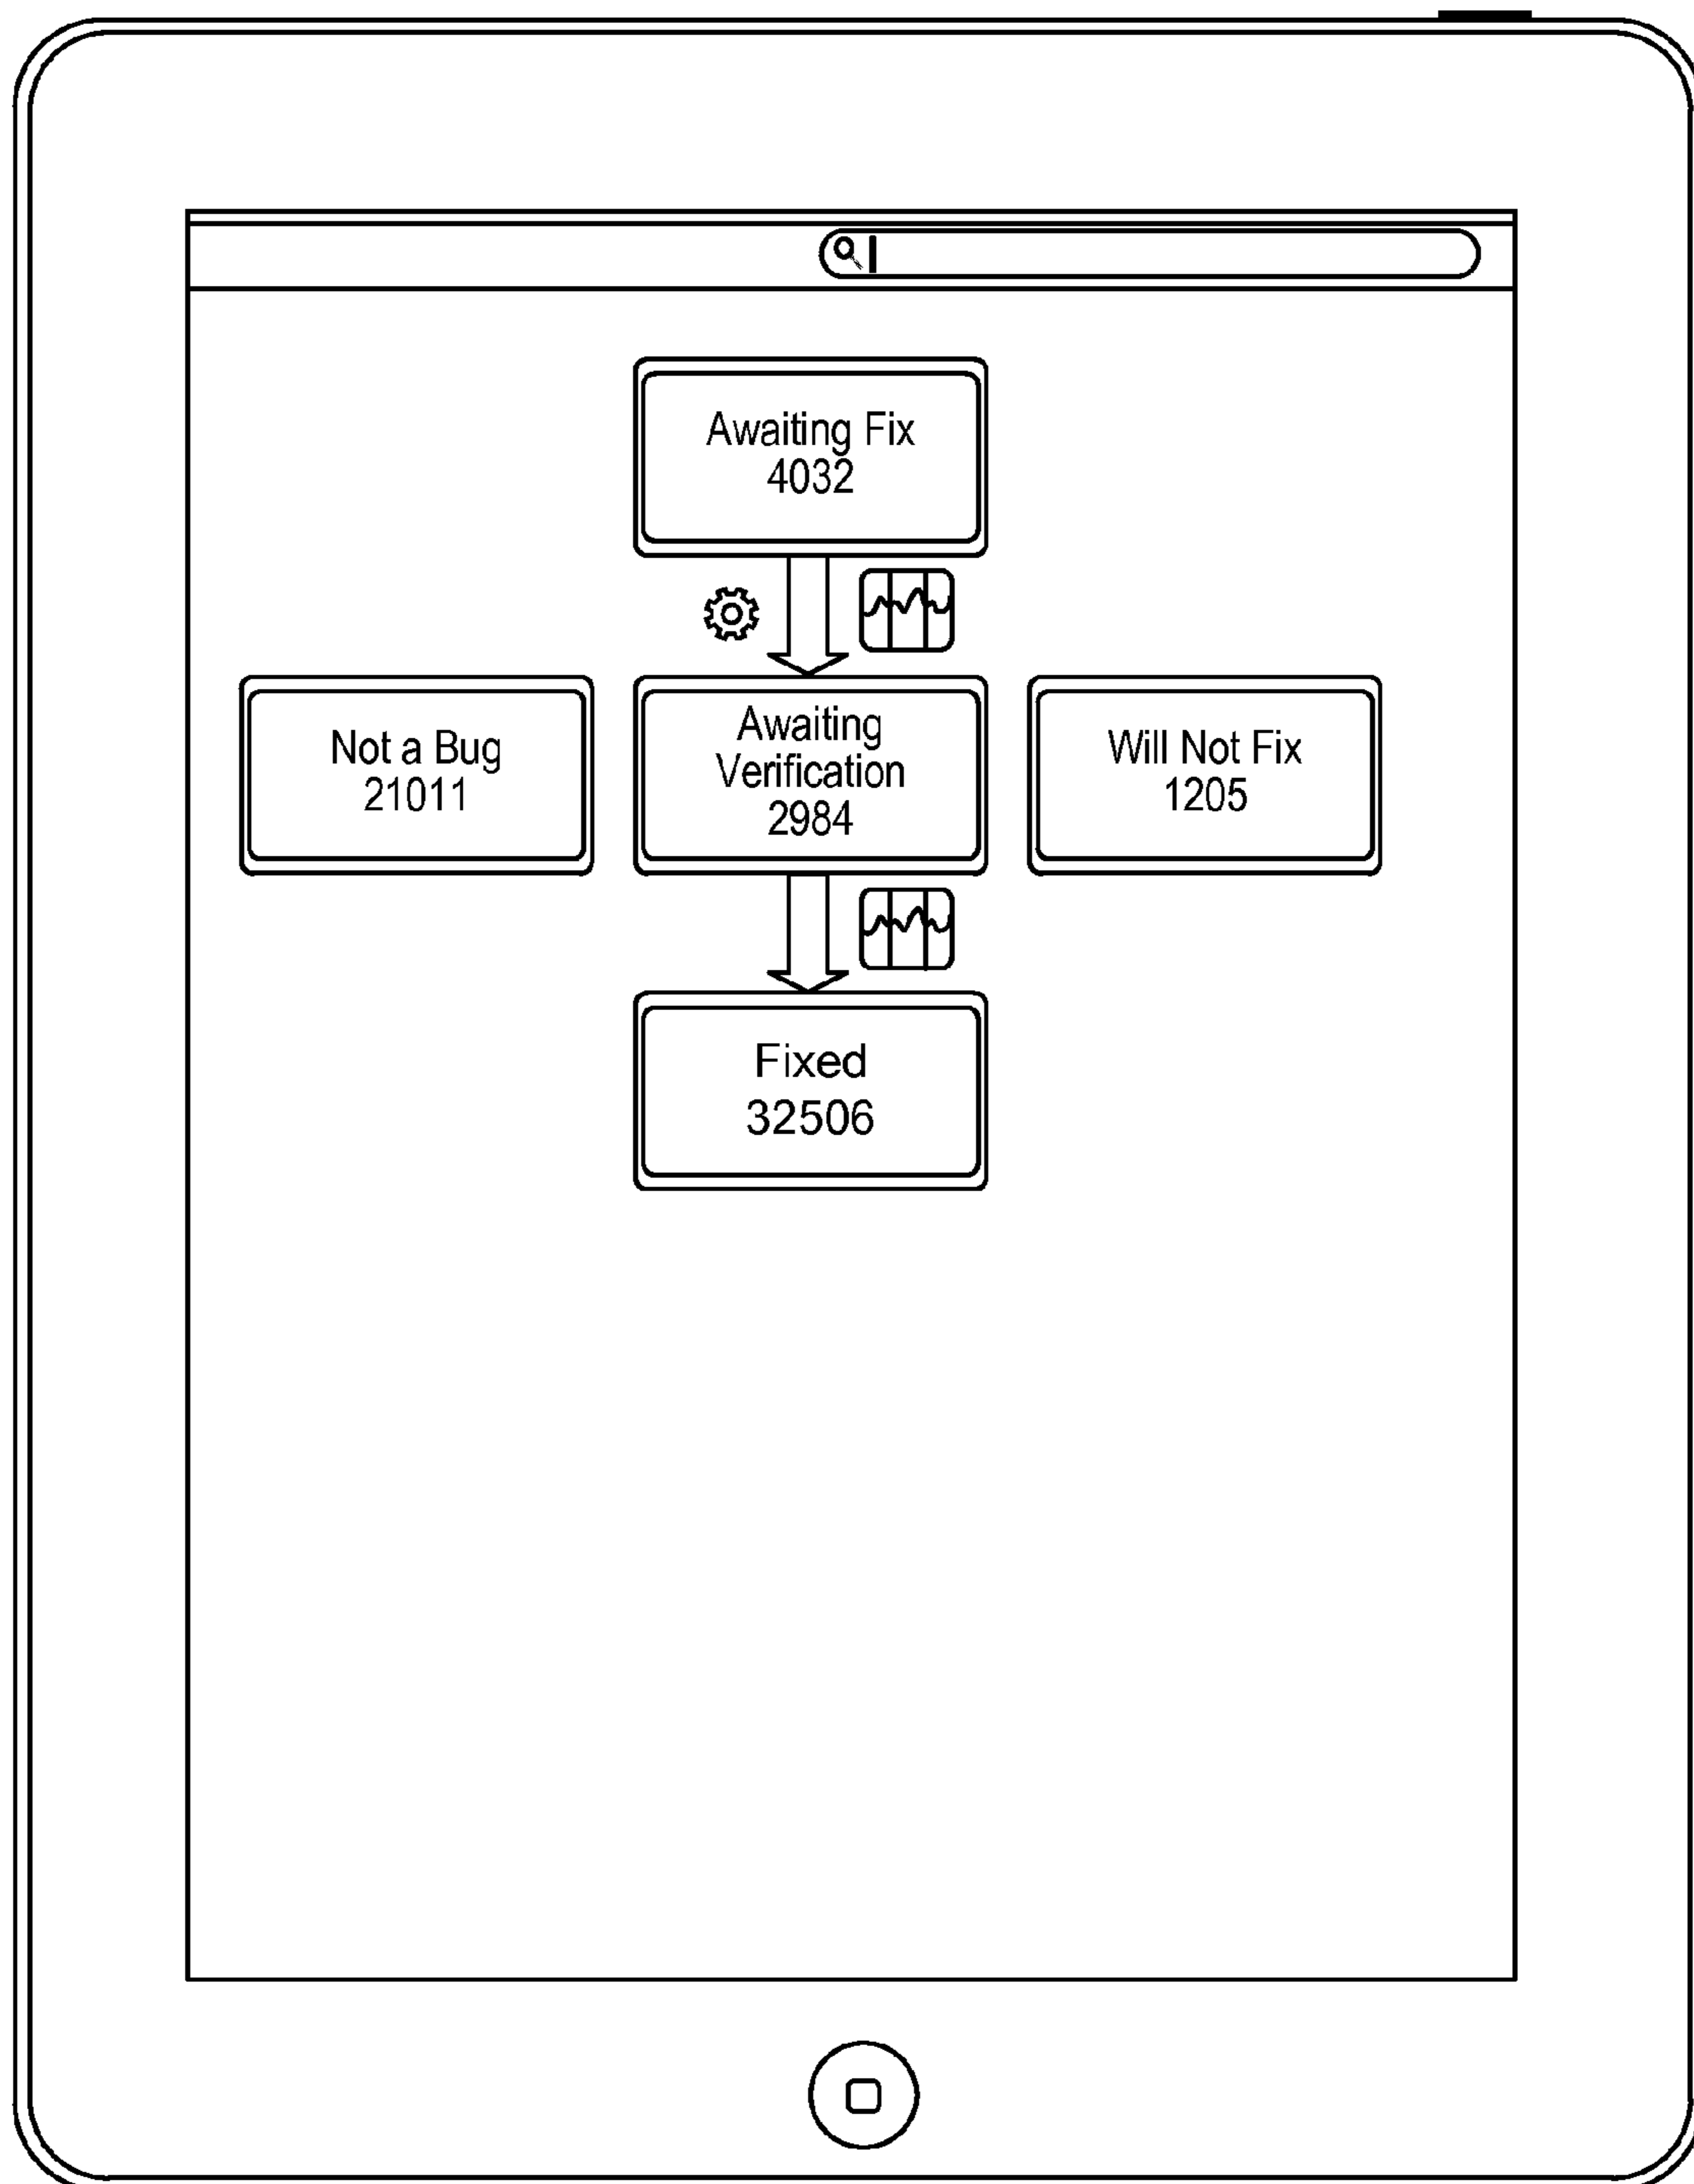 Awaiting Fix
4032
Not a Bug
21011
Awaiting
Verification
2984
Will Not Fix
1205
Fixed
32506